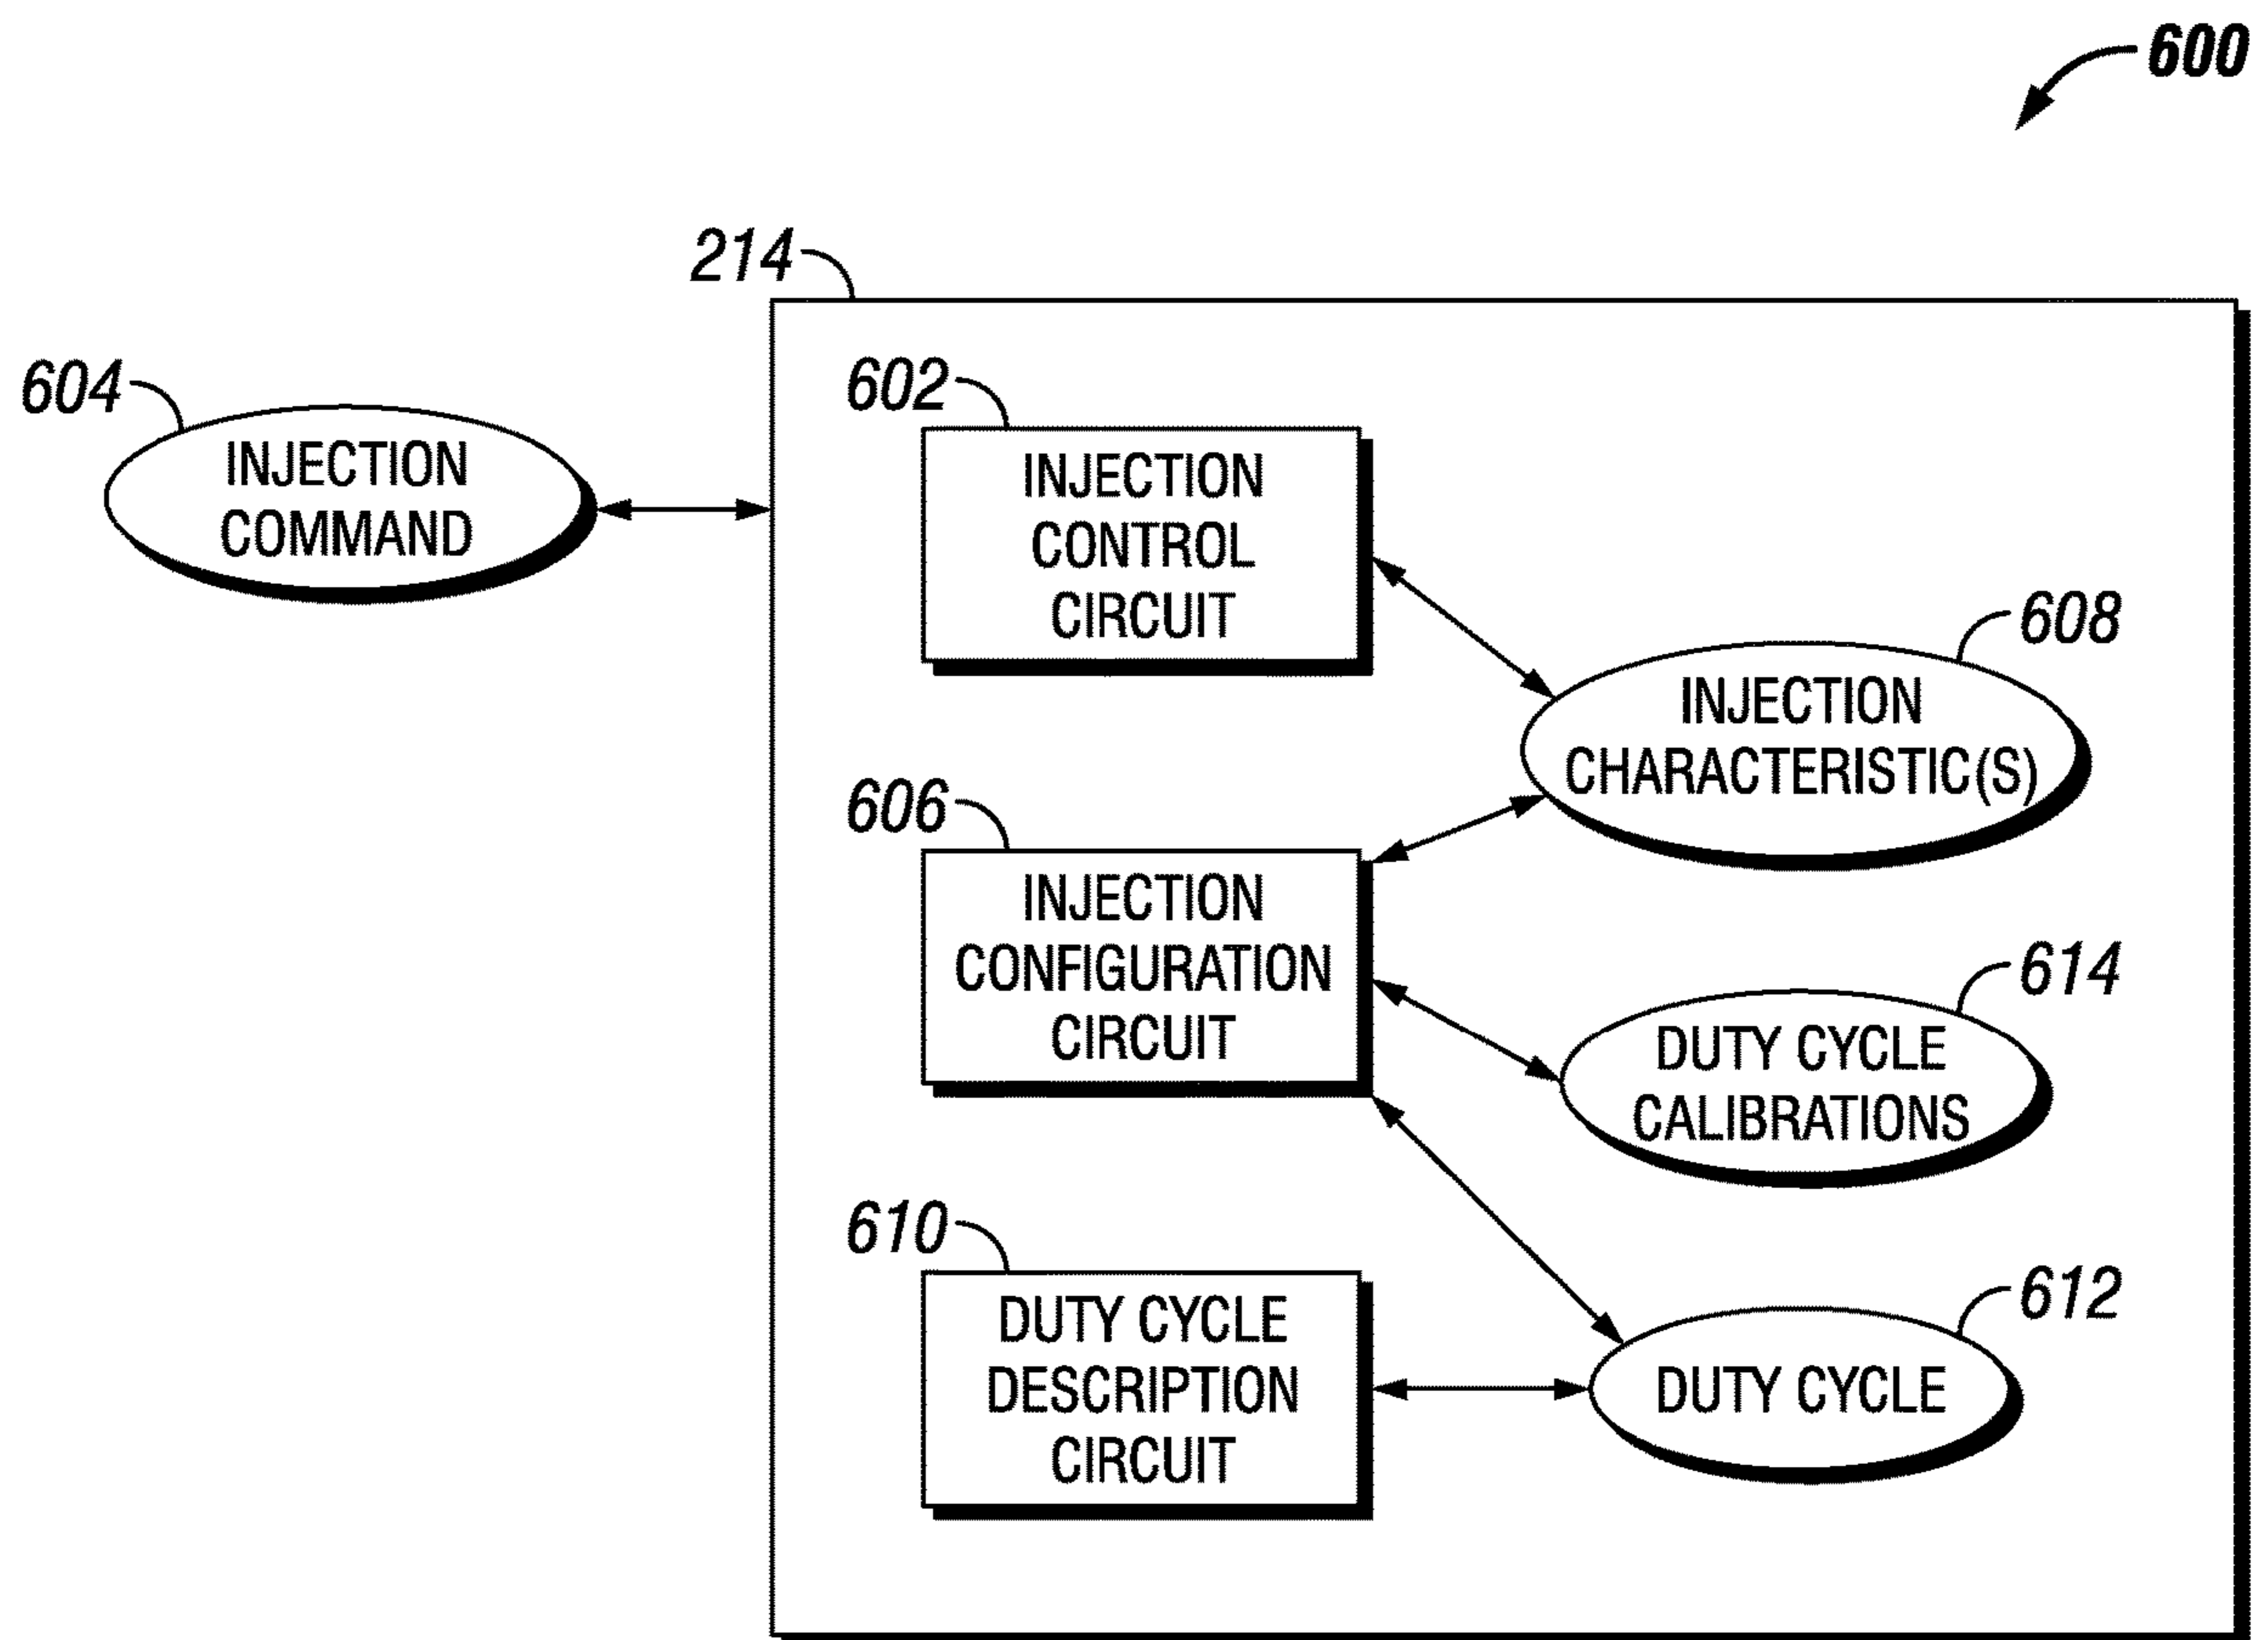 600
214
604
INJECTION
COMMAND
602
INJECTION
CONTROL
CIRCUIT
608
INJECTION
CHARACTERISTIC(S)
606
INJECTION
CONFIGURATION
CIRCUIT
614
DUTY CYCLE
CALIBRATIONS
610
DUTY CYCLE
DESCRIPTION
CIRCUIT
612
DUTY CYCLE